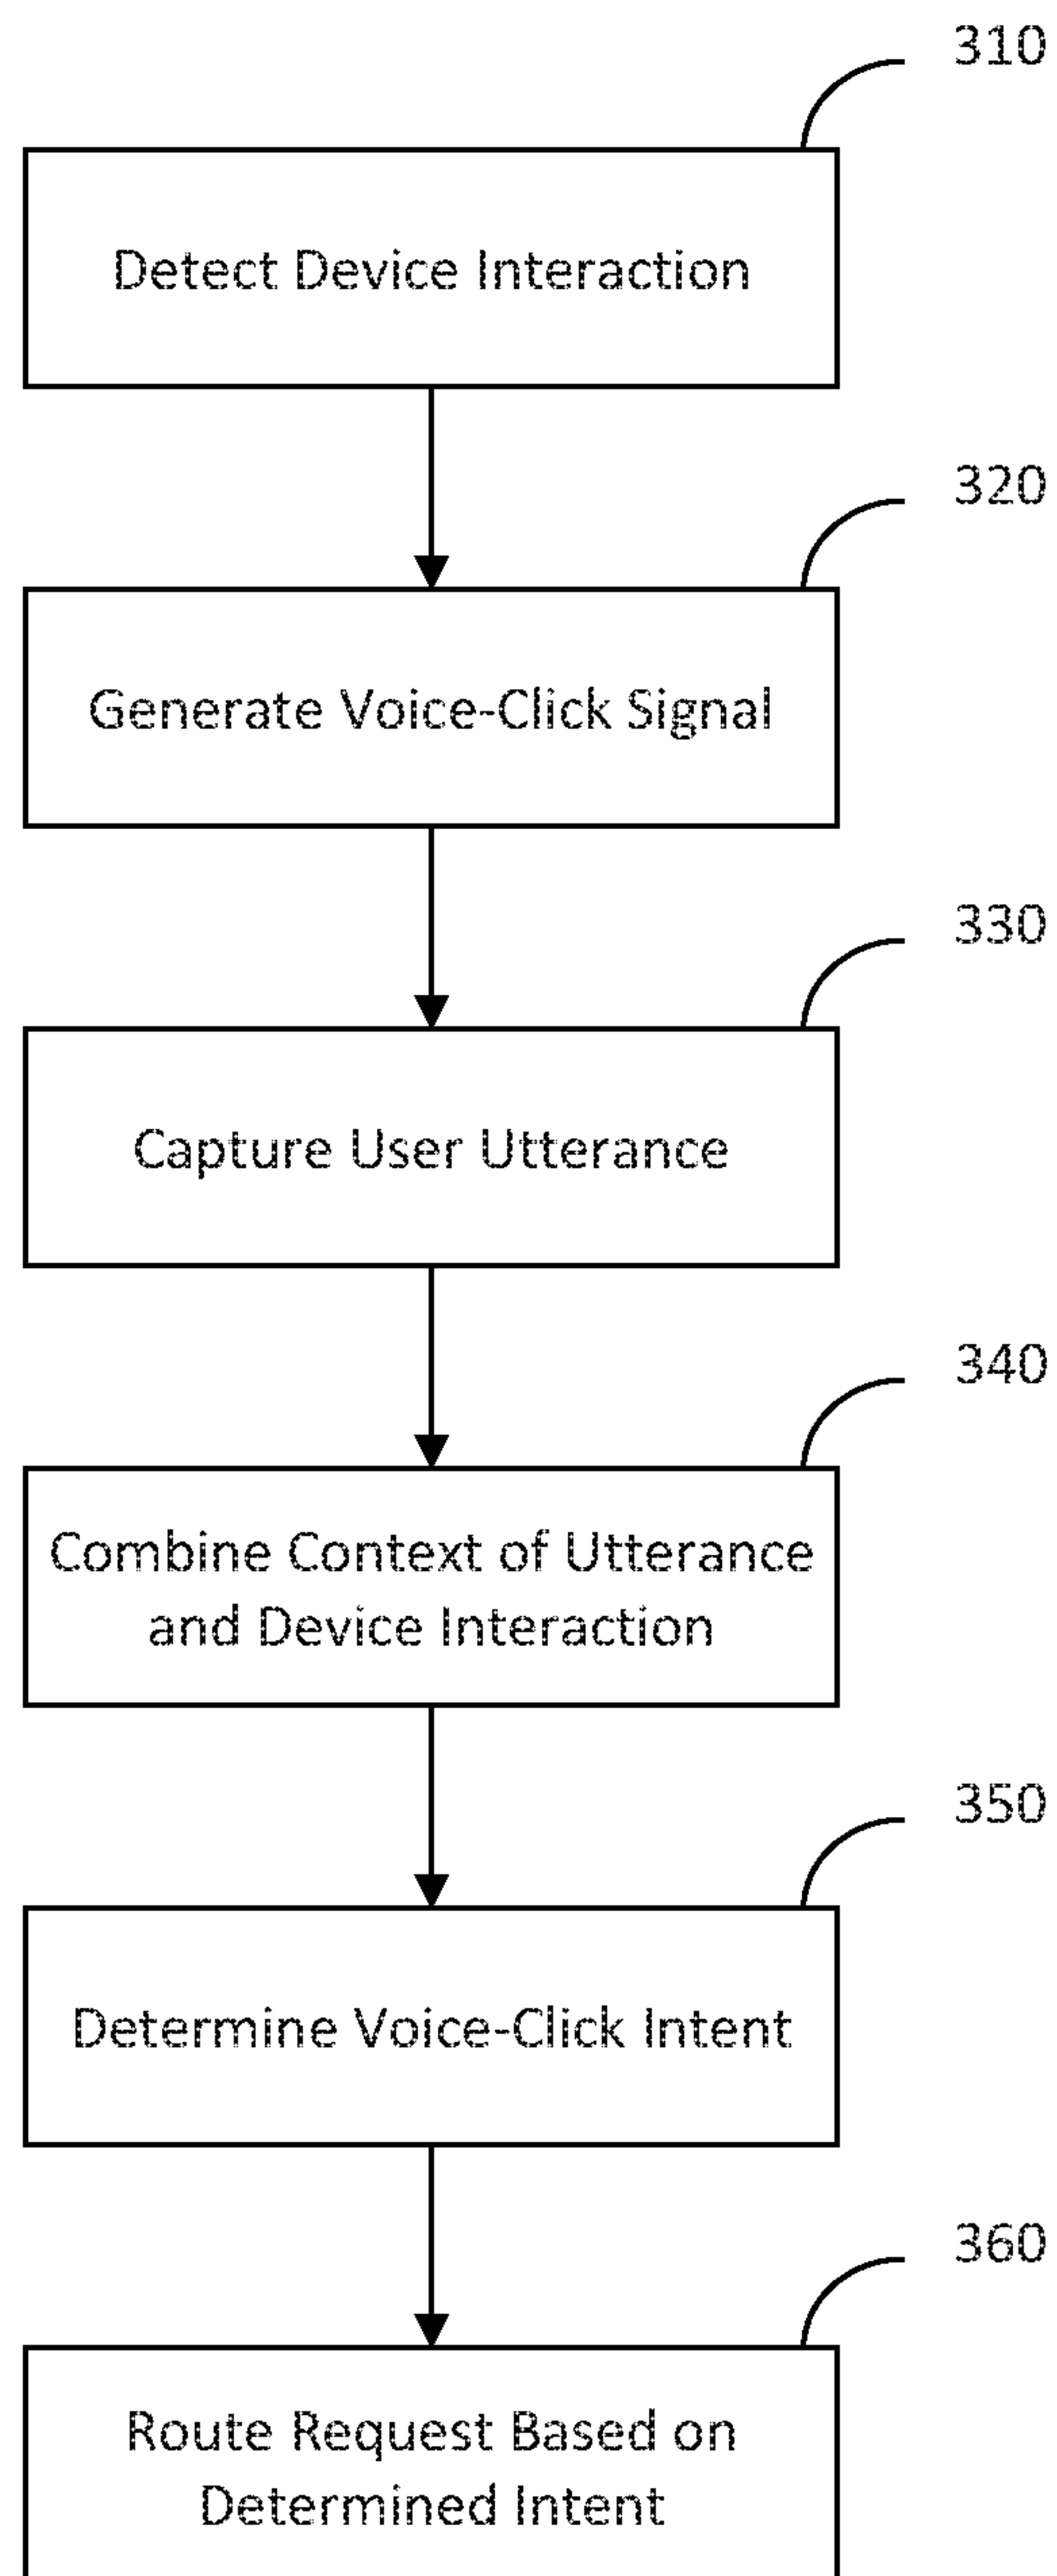 310
Detect Device Interaction
320
Generate Voice-Click Signal
330
Capture User Utterance
340
Combine Context of Utterance
and Device Interaction
350
Determine Voice-Click Intent
360
Route Request Based on
Determined Intent